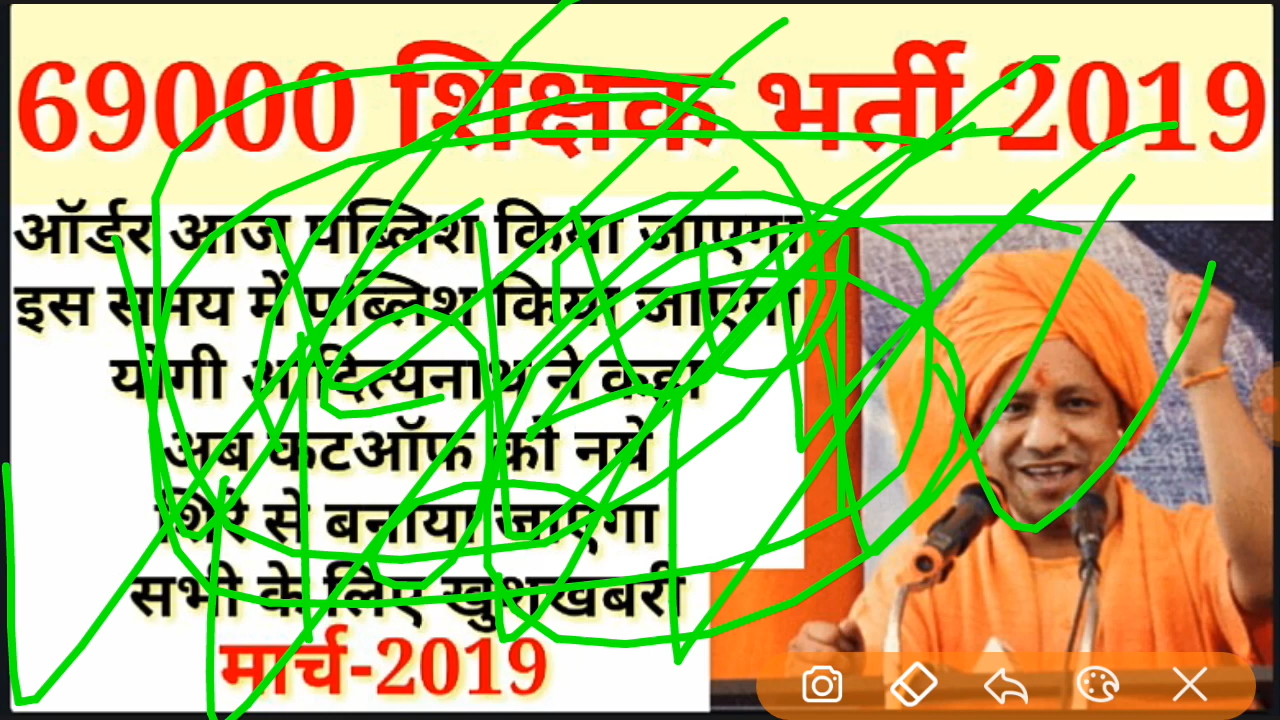 69000 शिक्षक भर्ती 2019
ऑर्डर आज पब्लिश किया जाएगा
इस समय में पब्लिश किया जाएगा
योगी आदित्यनाथ ने कहा
अब कटऑफ को नये
सिरे से बनाया जाएगा
सभी के लिए खुशखबरी
मार्च-2019